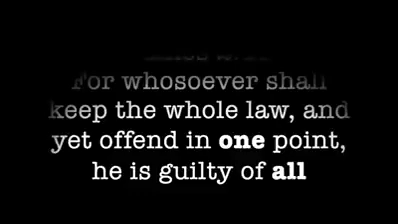 For whosoever shall
keep the whole law, and
yet offend in one point,
he is guilty of all